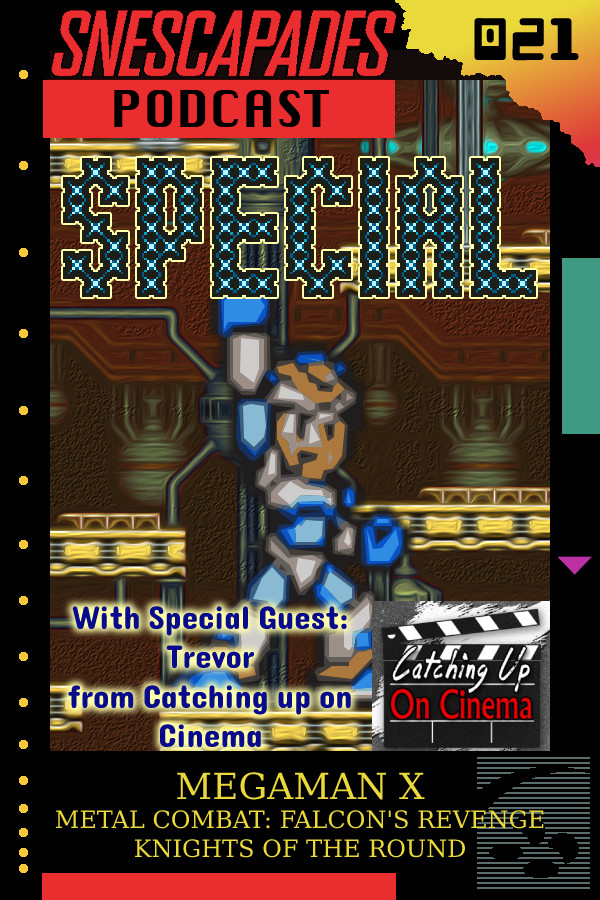 SNESCAPADES
021
PODCAST
SPECIAL
With Special Guest:
Trevor
from Catching up on
Cinema
Catching Up
On Cinema
MEGAMAN X
METAL COMBAT: FALCON'S REVENGE
KNIGHTS OF THE ROUND